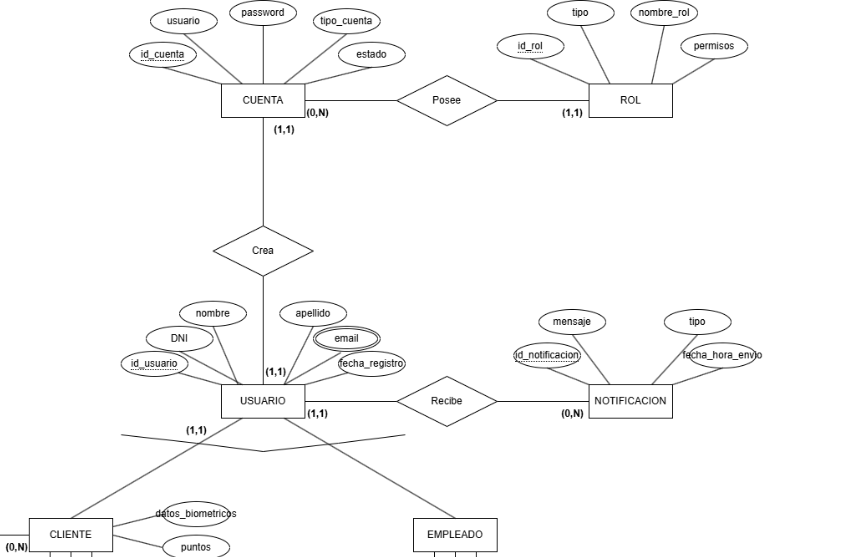 password
tipo
nombre_rol
usuario
tipo_cuenta
id_cuenta
estado
id_rol
permisos
CUENTA
Posee
ROL
(0,N)
(1,1)
(1,1)
Crea
nombre
apellido
mensaje
tipo
DNI
email
id_usuario
fecha_registro
id_notificacion
fecha_hora_envio
(1,1)
USUARIO
Recibe
NOTIFICACION
(1,1)
(0,N)
(1,1)
datos_biometricos
CLIENTE
EMPLEADO
(0,N)
puntos